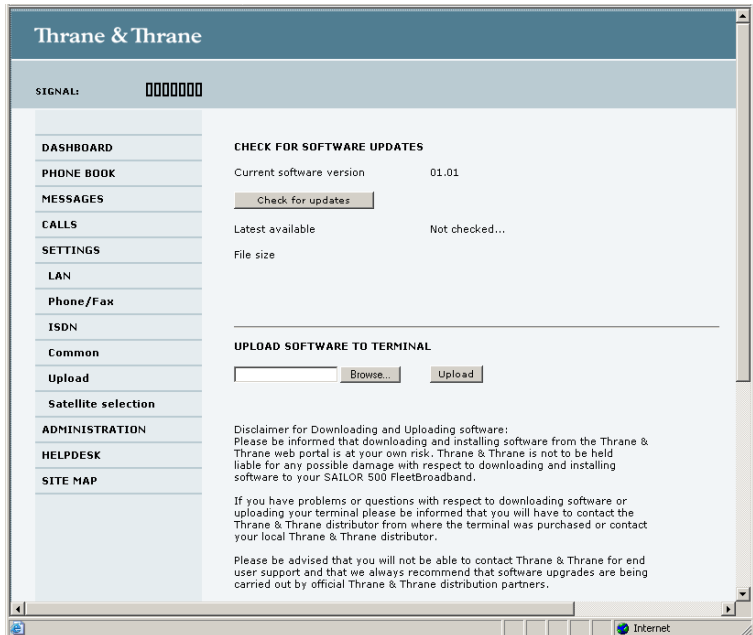 Thrane & Thrane
SIGNAL:
DASHBOARD
PHONE BOOK
MESSAGES
CALLS
SETTINGS
LAN
Phone/Fax
ISDN
Common
Upload
Satellite selection
ADMINISTRATION
HELPDESK
SITE MAP
CHECK FOR SOFTWARE UPDATES
Current software version 01.01
Check for updates
Latest available Not checked...
File size
UPLOAD SOFTWARE TO TERMINAL
Browse... Upload
Disclaimer for Downloading and Uploading software:
Please be informed that downloading and installing software from the Thrane &
Thrane web portal is at your own risk. Thrane & Thrane is not to be held
liable for any possible damage with respect to downloading and installing
software to your SAILOR 500 FleetBroadband.
If you have problems or questions with respect to downloading software or
uploading your terminal please be informed that you will have to contact the
Thrane & Thrane distributor from where the terminal was purchased or contact
your local Thrane & Thrane distributor.
Please be advised that you will not be able to contact Thrane & Thrane for end
user support and that we always recommend that software upgrades are being
carried out by official Thrane & Thrane distribution partners.
Internet